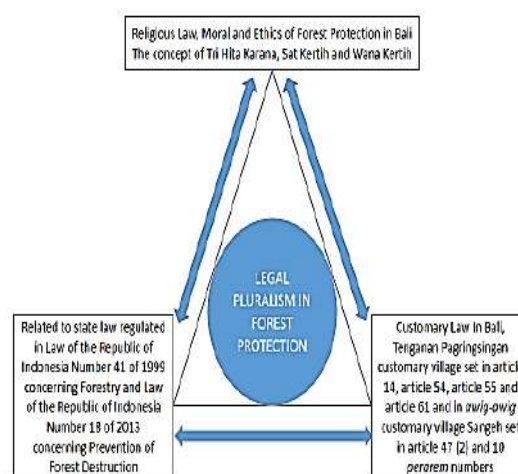 Religious Law, Moral and Ethics of Forest Protection in Bali
The concept of Tri Hita Karana, Sat Kertih and Wana Kertih
LEGAL
PLURALISM IN
FOREST
PROTECTION
Related to state law regulated
in Law of the Republic of
Indonesia Number 41 of 1999
concerning Forestry and Law
of the Republic of Indonesia
Number 18 of 2013
concerning Prevention of
Forest Destruction
Customary Law In Bali,
Tenganan Pagringsingan
customary village set in article
14, article 54, article 55 and
article 61 and in awig-awig
customary village Sangeh set
in article 47 (2) and 10
pararem numbers